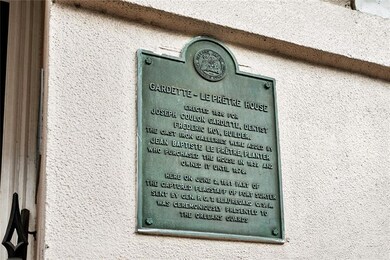 GARDETTE - LE PRÊTRE HOUSE
ERECTED 1836 FOR
JOSEPH COULON GARDETTE, DENTIST
FREDERIC ROY, BUILDER.
THE CAST IRON GALLERIES WERE ADDED BY
JEAN BAPTISTE LE PRÊTRE, PLANTER
WHO PURCHASED THE HOUSE IN 1839 AND
OWNED IT UNTIL 1878.
HERE ON JUNE 2, 1861 PART OF
THE CAPTURED FLAGSTAFF OF FORT SUMTER
SENT BY GEN. P. G. T. BEAUREGARD C.S.A.
WAS CEREMONIOUSLY PRESENTED TO
THE ORLEANS GUARDS